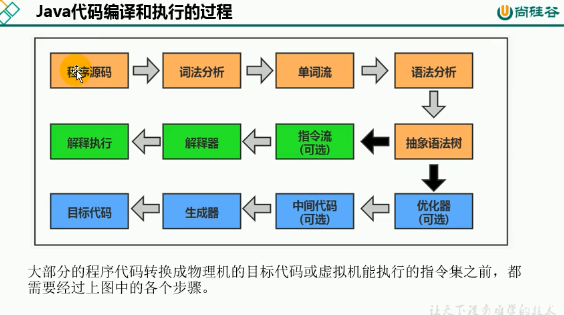 Java代码编译和执行的过程
尚硅谷
程序源码
词法分析
单词流
语法分析
解释执行
解释器
指令流
(可选)
抽象语法树
目标代码
生成器
中间代码
(可选)
优化器
(可选)
大部分的程序代码转换成物理机的目标代码或虚拟机能执行的指令集之前，都
需要经过上图中的各个步骤。
让天下没有难学的技术